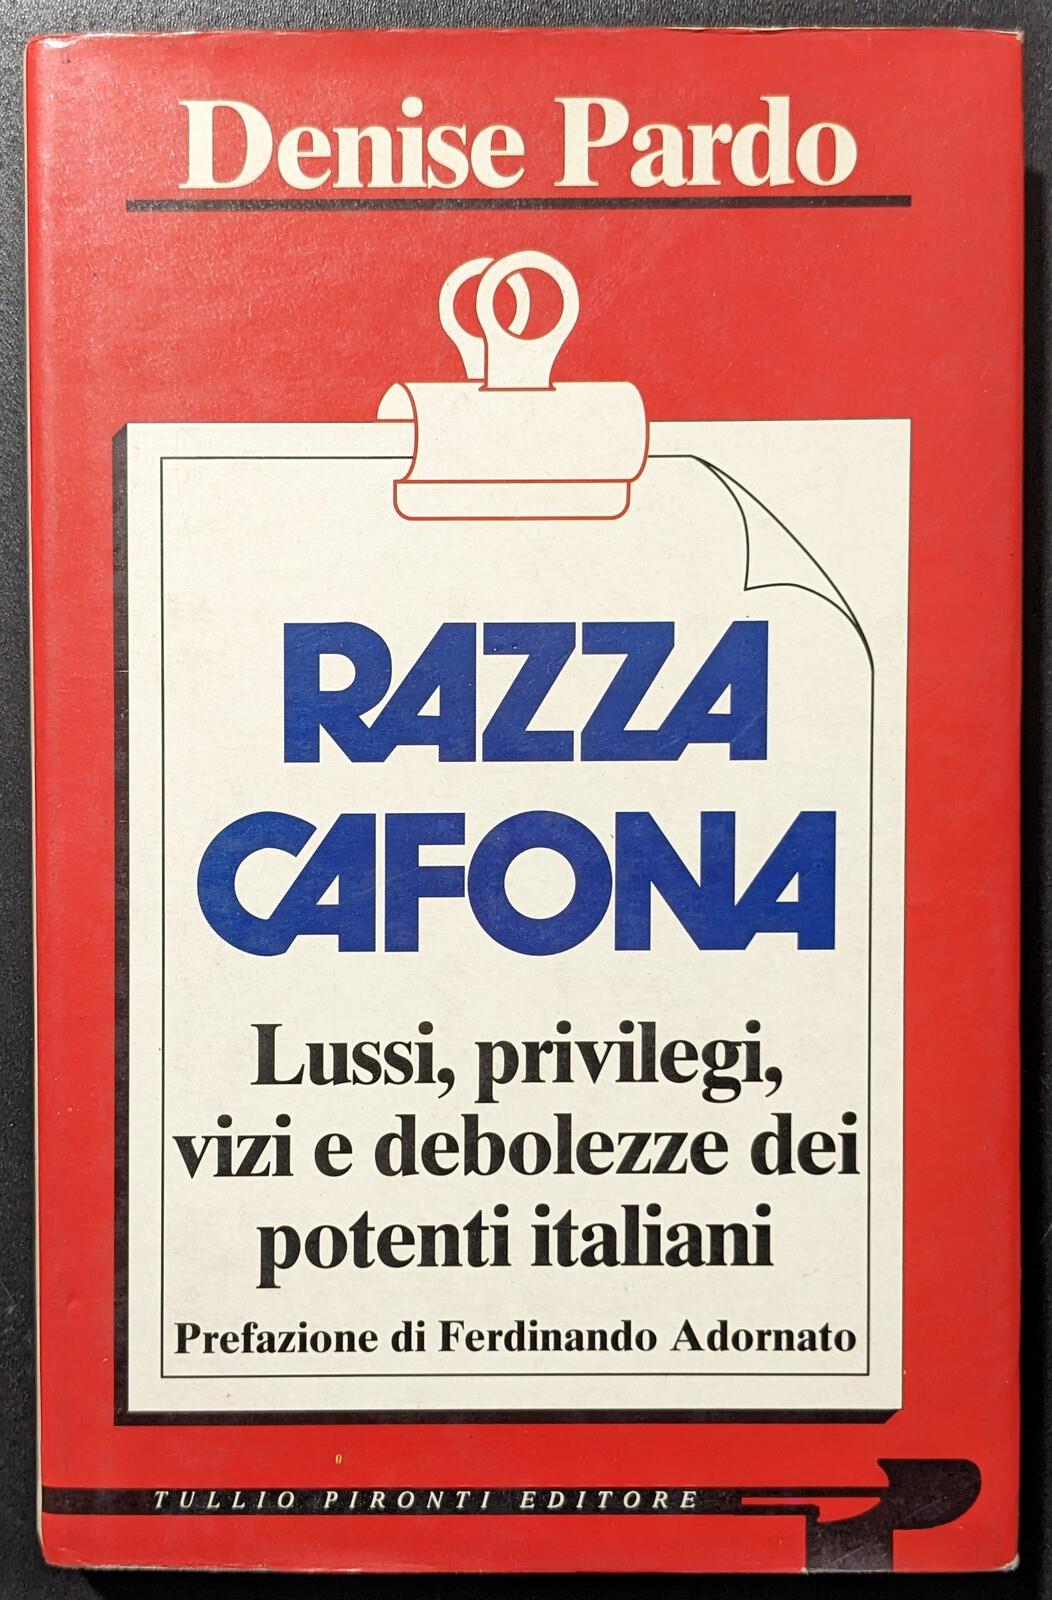 Denise Pardo
RAZZA
CAFONA
Lussi, privilegi,
vizi e debolezze dei
potenti italiani
Prefazione di Ferdinando Adornato
TULLIO PIRONTI EDITORE